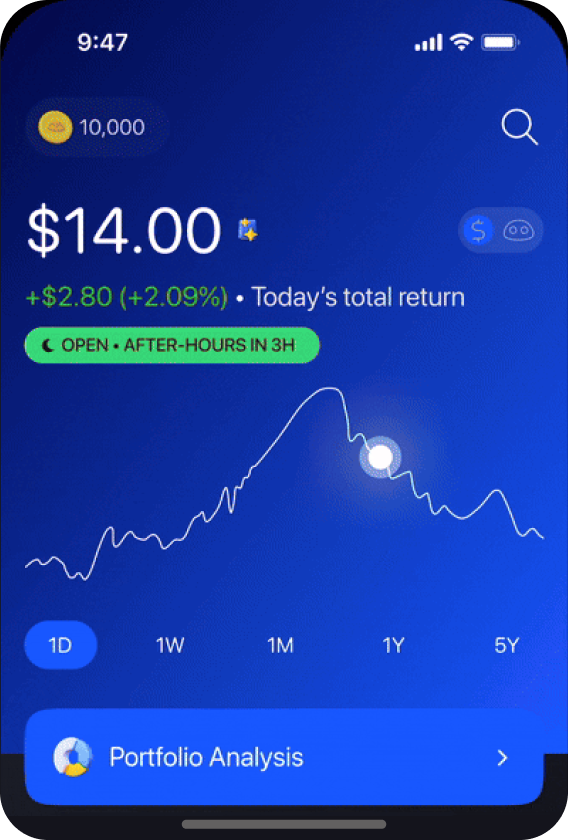 9:47
10,000
$14.00
$
+$2.80 (+2.09%) • Today's total return
OPEN • AFTER-HOURS IN 3H
1D 1W 1M 1Y 5Y
Portfolio Analysis